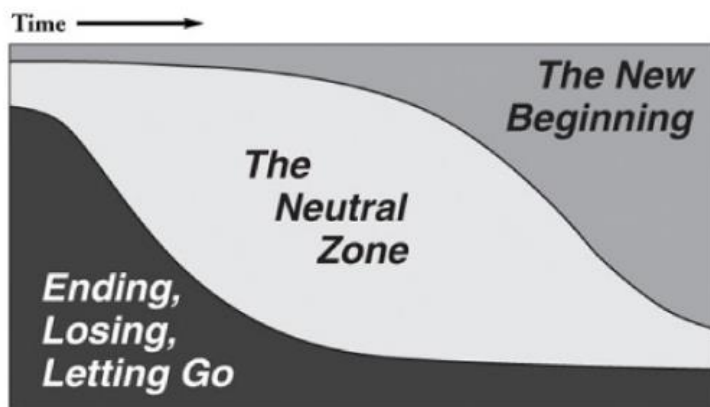 Time
The New
Beginning
The
Neutral
Zone
Ending,
Losing,
Letting Go